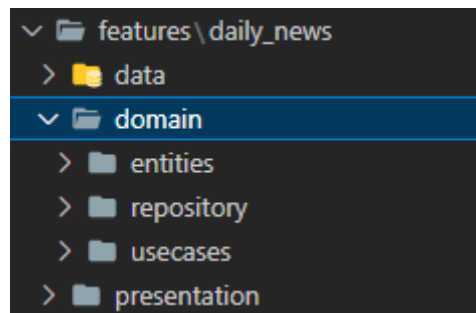 features\daily_news
data
domain
entities
repository
usecases
presentation